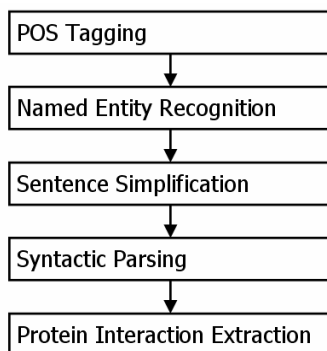 POS Tagging
Named Entity Recognition
Sentence Simplification
Syntactic Parsing
Protein Interaction Extraction